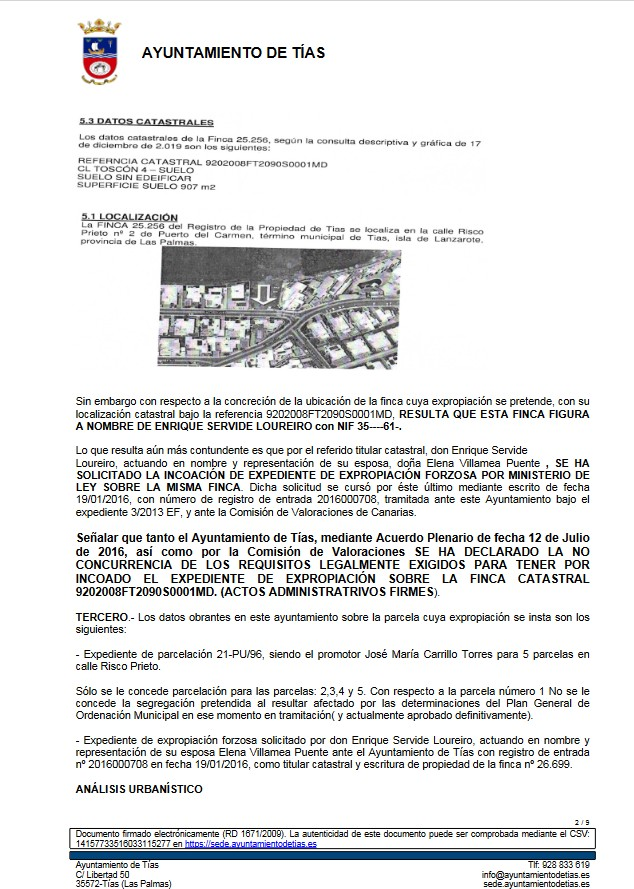 AYUNTAMIENTO DE TÍAS
5.3 DATOS CATASTRALES
Los datos catastrales de la Finca 25.256, según la consulta descriptiva y gráfica de 17
de diciembre de 2.019 son los siguientes:
REFERNCIA CATASTRAL 9202008FT2090S0001MD
CL TOSCÓN 4 – SUELO
SUELO SIN EDEIFICAR
SUPERFICIE SUELO 907 m2
5.1 LOCALIZACIÓN
La FINCA 25.256 del Registro de la Propiedad de Tias se localiza en la calle Risco
Prieto nº 2 de Puerto del Carmen, término municipal de Tias, isla de Lanzarote,
provincia de Las Palmas.
Sin embargo con respecto a la concreción de la ubicación de la finca cuya expropiación se pretende, con su
localización catastral bajo la referencia 9202008FT2090S0001MD, RESULTA QUE ESTA FINCA FIGURA
A NOMBRE DE ENRIQUE SERVIDE LOUREIRO con NIF 35----61-.
Lo que resulta aún más contundente es que por el referido titular catastral, don Enrique Servide
Loureiro, actuando en nombre y representación de su esposa, doña Elena Villamea Puente , SE HA
SOLICITADO LA INCOACIÓN DE EXPEDIENTE DE EXPROPIACIÓN FORZOSA POR MINISTERIO DE
LEY SOBRE LA MISMA FINCA. Dicha solicitud se cursó por éste último mediante escrito de fecha
19/01/2016, con número de registro de entrada 2016000708, tramitada ante este Ayuntamiento bajo el
expediente 3/2013 EF, y ante la Comisión de Valoraciones de Canarias.
Señalar que tanto el Ayuntamiento de Tías, mediante Acuerdo Plenario de fecha 12 de Julio
de 2016, así como por la Comisión de Valoraciones SE HA DECLARADO LA NO
CONCURRENCIA DE LOS REQUISITOS LEGALMENTE EXIGIDOS PARA TENER POR
INCOADO EL EXPEDIENTE DE EXPROPIACIÓN SOBRE LA FINCA CATASTRAL
9202008FT2090S0001MD. (ACTOS ADMINISTRATRIVOS FIRMES).
TERCERO.- Los datos obrantes en este ayuntamiento sobre la parcela cuya expropiación se insta son los
siguientes:
- Expediente de parcelación 21-PU/96, siendo el promotor José María Carrillo Torres para 5 parcelas en
calle Risco Prieto.
Sólo se le concede parcelación para las parcelas: 2,3,4 y 5. Con respecto a la parcela número 1 No se le
concede la segregación pretendida al resultar afectado por las determinaciones del Plan General de
Ordenación Municipal en ese momento en tramitación( y actualmente aprobado definitivamente).
- Expediente de expropiación forzosa solicitado por don Enrique Servide Loureiro, actuando en nombre y
representación de su esposa Elena Villamea Puente ante el Ayuntamiento de Tías con registro de entrada
nº 2016000708 en fecha 19/01/2016, como titular catastral y escritura de propiedad de la finca nº 26.699.
ANÁLISIS URBANÍSTICO
2 / 9
Documento firmado electrónicamente (RD 1671/2009). La autenticidad de este documento puede ser comprobada mediante el CSV:
14157733516033115277 en https://sede.ayuntamientodetias.es
Ayuntamiento de Tías
C/ Libertad 50
35572-Tías (Las Palmas)
Tlf: 928 833 619
info@ayuntamientodetias.es
sede.ayuntamientodetias.es